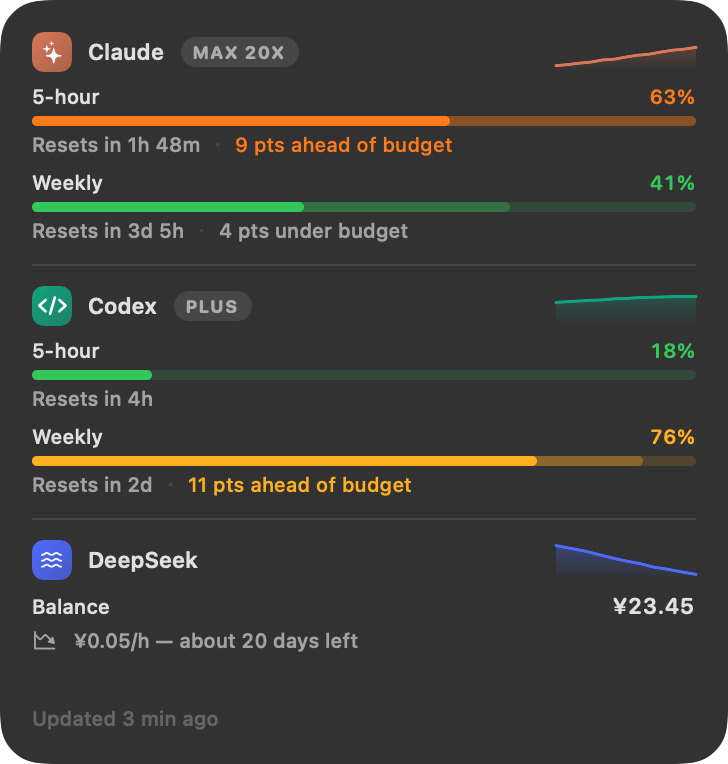 Claude MAX 20X
5-hour 63%
Resets in 1h 48m · 9 pts ahead of budget
Weekly 41%
Resets in 3d 5h · 4 pts under budget
</> Codex PLUS
5-hour 18%
Resets in 4h
Weekly 76%
Resets in 2d · 11 pts ahead of budget
DeepSeek
Balance ¥23.45
¥0.05/h — about 20 days left
Updated 3 min ago